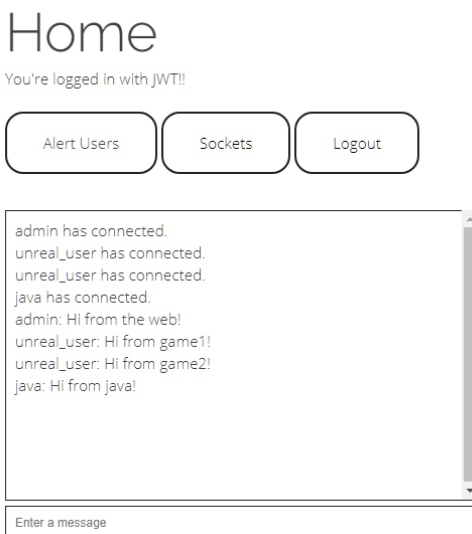 Home
You're logged in with JWT!!
Alert Users Sockets Logout
admin has connected.
unreal_user has connected.
unreal_user has connected.
java has connected.
admin: Hi from the web!
unreal_user: Hi from game1!
unreal_user: Hi from game2!
java: Hi from java!
Enter a message